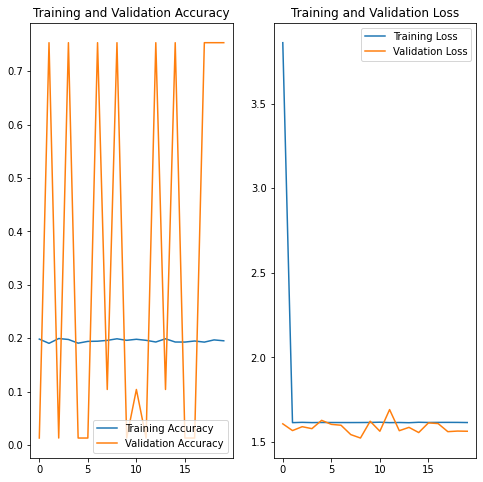 Training and Validation Accuracy
0.7
0.6
0.5
0.4
0.3
0.2
0.1
0.0
Training Accuracy
Validation Accuracy
0 5 10 15
Training and Validation Loss
Training Loss
Validation Loss
3.5
3.0
2.5
2.0
1.5
0 5 10 15